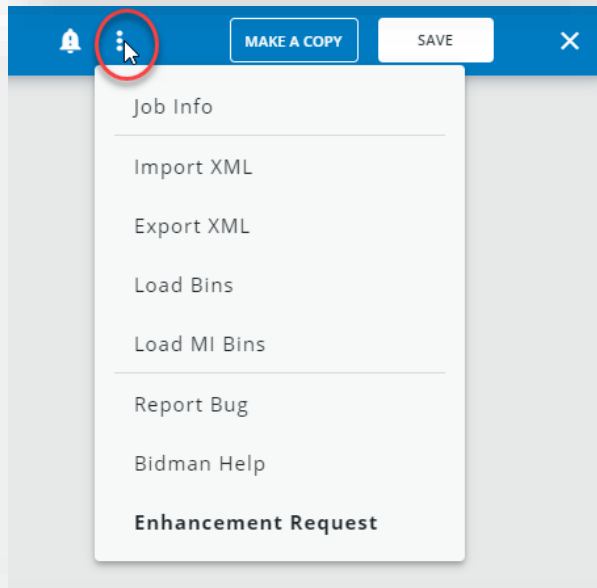 MAKE A COPY SAVE
Job Info
Import XML
Export XML
Load Bins
Load MI Bins
Report Bug
Bidman Help
Enhancement Request